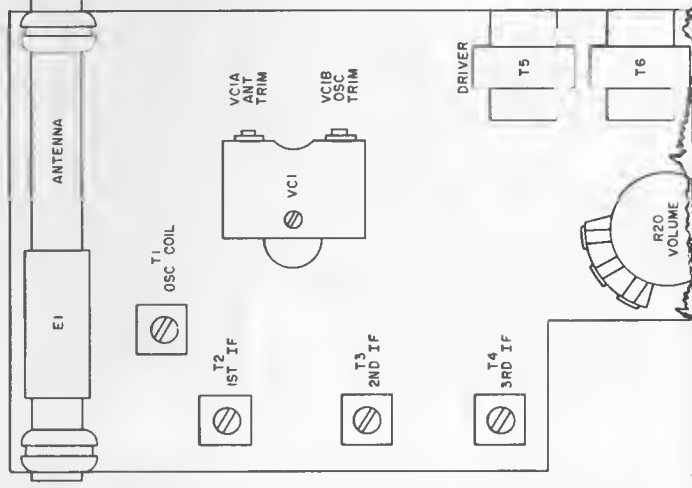 ANTENNA
E1
VC1A
ANT
TRIM
VC1B
OSC
TRIM
VC1
DRIVER
T5
T6
T1
OSC COIL
T2
1ST IF
T3
2ND IF
T4
3RD IF
R20
VOLUME